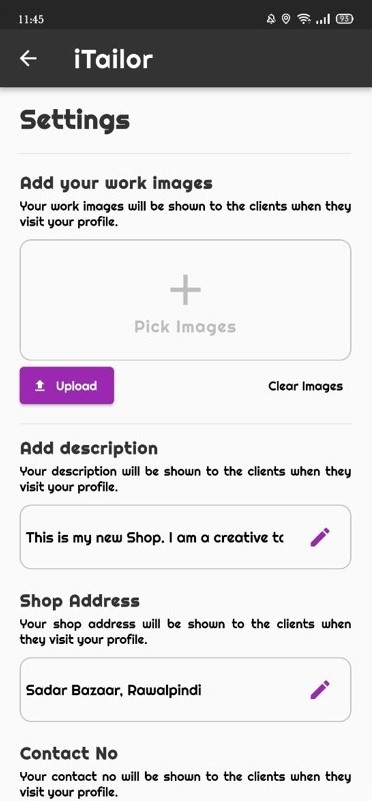 11:45
93
iTailor
Settings
Add your work images
Your work images will be shown to the clients when they
visit your profile.
Pick Images
Upload
Clear Images
Add description
Your description will be shown to the clients when they
visit your profile.
This is my new Shop. I am a creative
Shop Address
Your shop address will be shown to the clients when
they visit your profile.
Sadar Bazaar, Rawalpindi
Contact No
Your contact no will be shown to the clients when they
visit your profile.